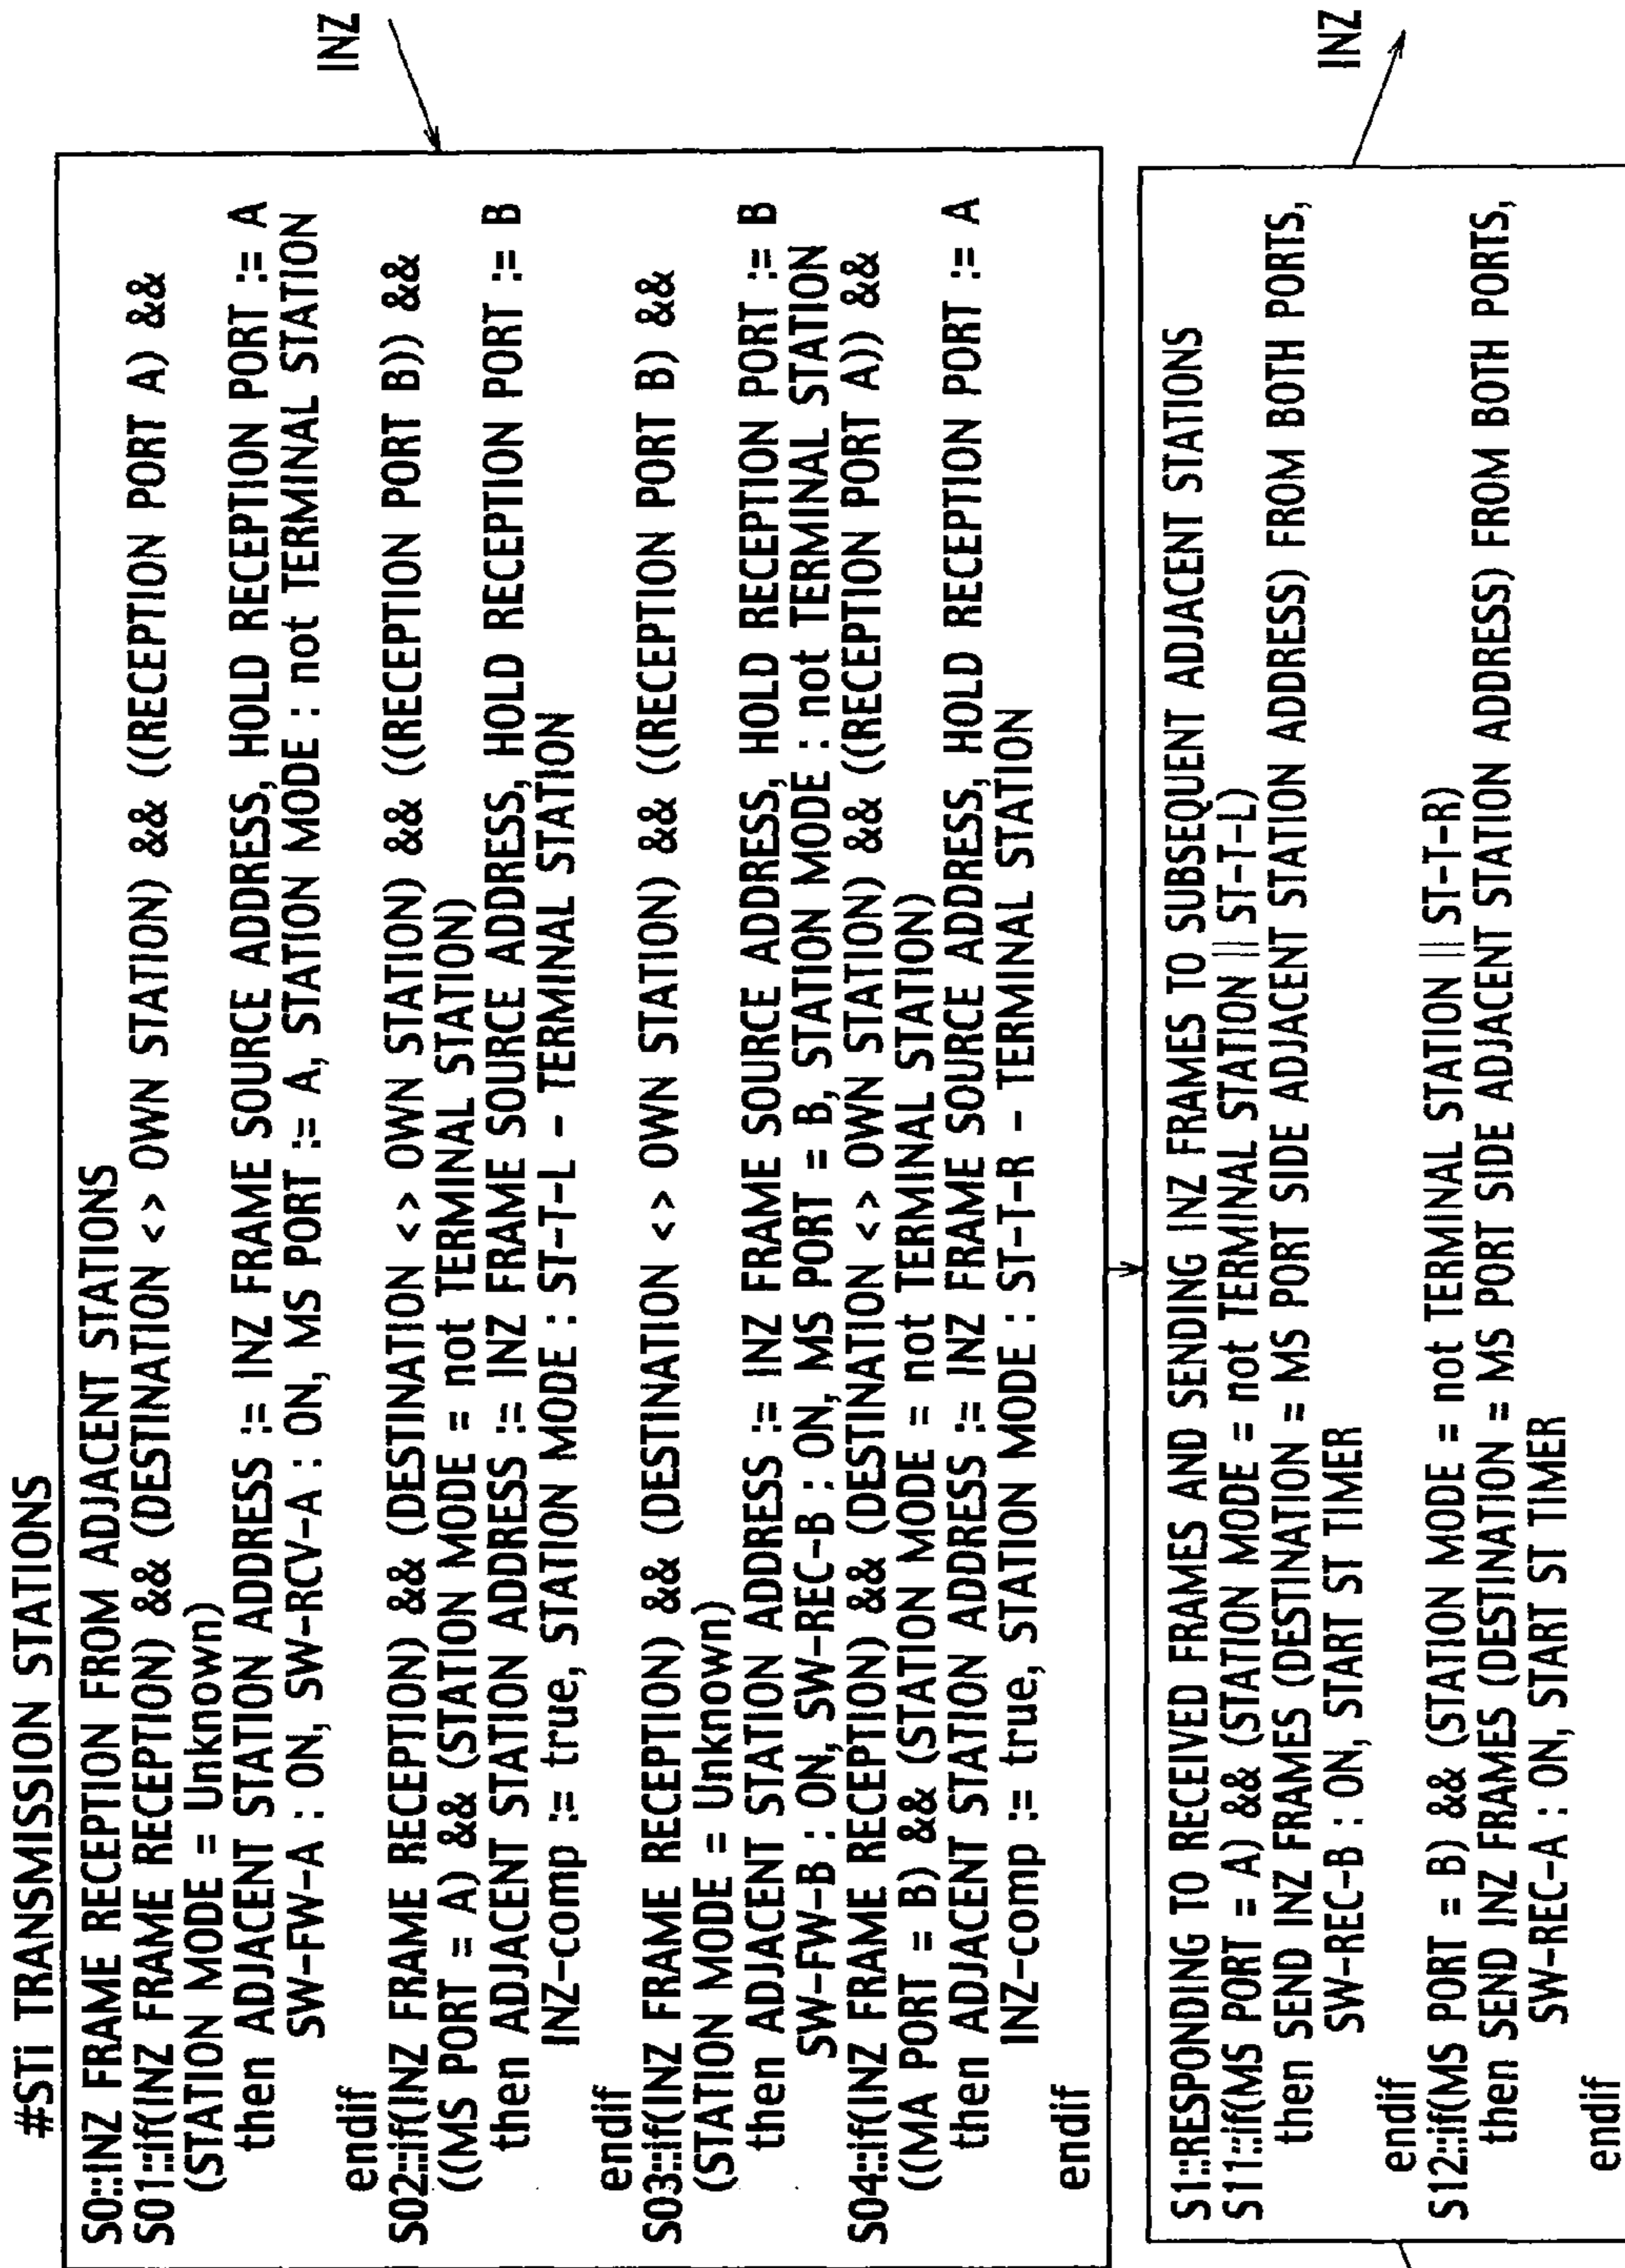 #STi TRANSMISSION STATIONS
S0:::INZ FRAME RECEPTION FROM ADJACENT STATIONS
S01:::if(INZ FRAME RECEPTION) && (DESTINATION <> OWN STATION) && ((RECEPTION PORT A) &&
(STATION MODE = Unknown)
then ADJACENT STATION ADDRESS := INZ FRAME SOURCE ADDRESS, HOLD RECEPTION PORT := A
SW-FW-A : ON, SW-RCV-A : ON, MS PORT := A, STATION MODE : not TERMINAL STATION
endif
S02:::if(INZ FRAME RECEPTION) && (DESTINATION <> OWN STATION) && ((RECEPTION PORT B)) &&
((MS PORT = A) && (STATION MODE = not TERMINAL STATION)
then ADJACENT STATION ADDRESS := INZ FRAME SOURCE ADDRESS, HOLD RECEPTION PORT := B
INZ-comp := true, STATION MODE : ST-T-L - TERMINAL STATION
endif
S03:::if(INZ FRAME RECEPTION) && (DESTINATION <> OWN STATION) && ((RECEPTION PORT B) &&
(STATION MODE = Unknown)
then ADJACENT STATION ADDRESS := INZ FRAME SOURCE ADDRESS, HOLD RECEPTION PORT := B
SW-FW-B : ON, SW-REC-B : ON, MS PORT = B, STATION MODE : not TERMINAL STATION
S04:::if(INZ FRAME RECEPTION) && (DESTINATION <> OWN STATION) && ((RECEPTION PORT A)) &&
((MA PORT = B) && (STATION MODE = not TERMINAL STATION)
then ADJACENT STATION ADDRESS := INZ FRAME SOURCE ADDRESS, HOLD RECEPTION PORT := A
INZ-comp := true, STATION MODE : ST-T-R - TERMINAL STATION
endif
INZ
S1:::RESPONDING TO RECEIVED FRAMES AND SENDING INZ FRAMES TO SUBSEQUENT ADJACENT STATIONS
S11:::if(MS PORT = A) && (STATION MODE = not TERMINAL STATION || ST-T-L)
then SEND INZ FRAMES (DESTINATION = MS PORT SIDE ADJACENT STATION ADDRESS) FROM BOTH PORTS,
SW-REC-B : ON, START ST TIMER
endif
S12:::if(MS PORT = B) && (STATION MODE = not TERMINAL STATION || ST-T-R)
then SEND INZ FRAMES (DESTINATION = MS PORT SIDE ADJACENT STATION ADDRESS) FROM BOTH PORTS,
SW-REC-A : ON, START ST TIMER
endif
INZ